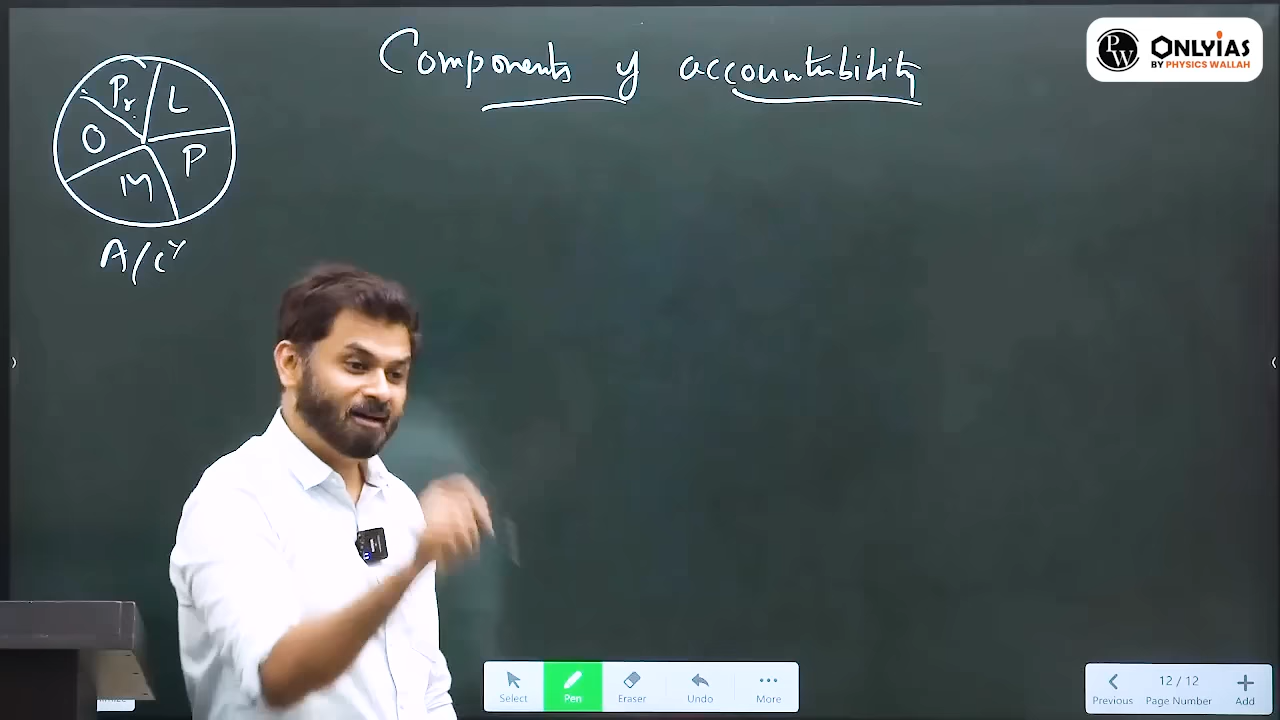 Components of accountability
Pr.
L
O
P
M
A/cy
PW
ONLYIAS
BY PHYSICS WALLAH
Select
Pen
Eraser
Undo
More
Previous
12 / 12
Page Number
Add